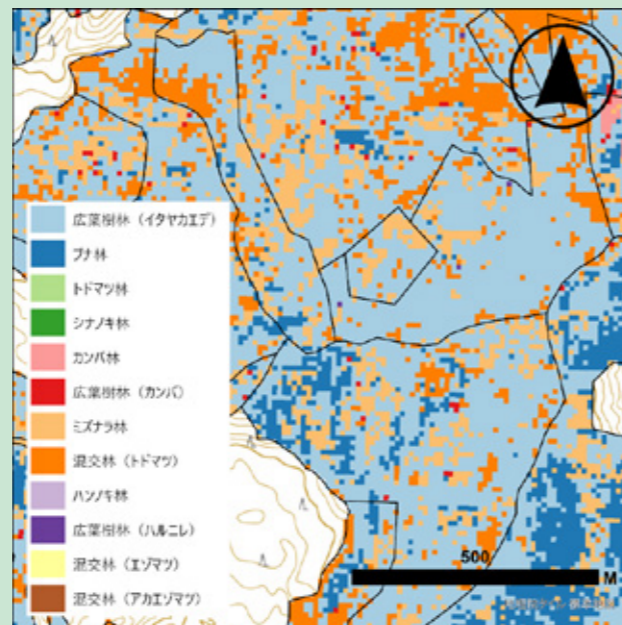 広葉樹林（イタヤカエデ）
ブナ林
トドマツ林
シナノキ林
カンバ林
広葉樹林（カンバ）
ミズナラ林
混交林（トドマツ）
ハンノキ林
広葉樹林（ハルニレ）
混交林（エゾマツ）
混交林（アカエゾマツ）
500
M